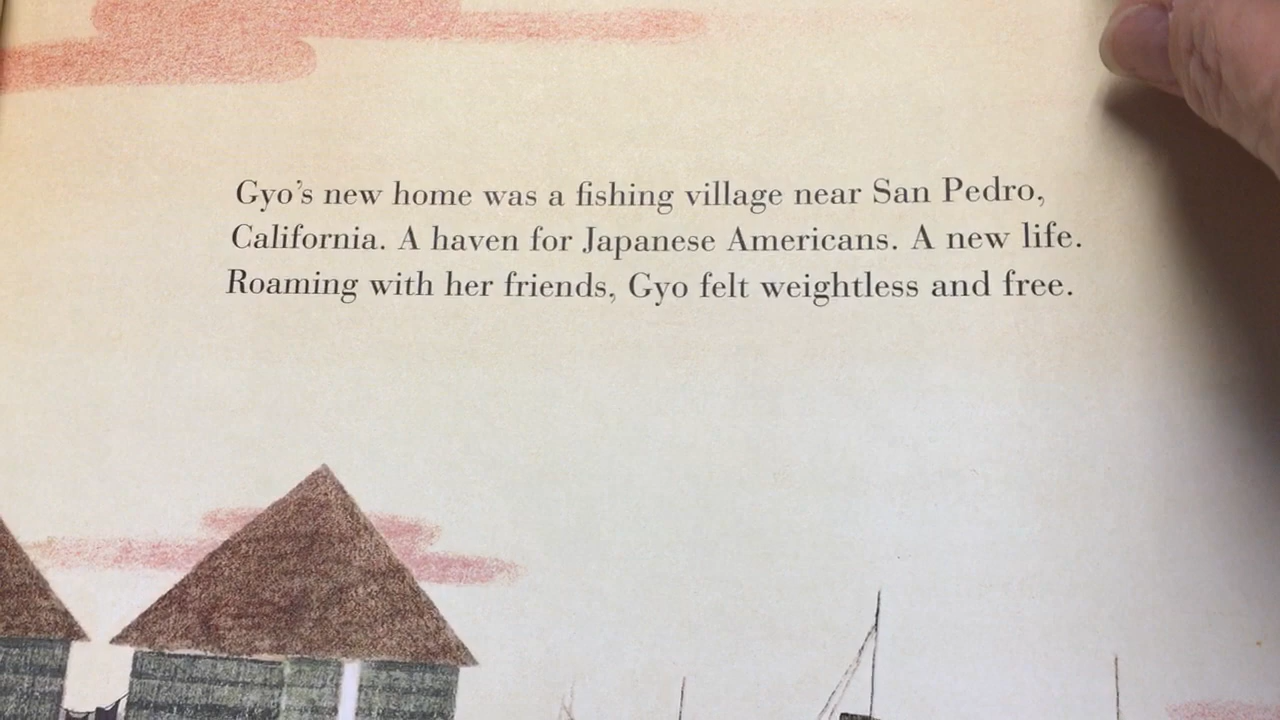 Gyo’s new home was a fishing village near San Pedro,
California. A haven for Japanese Americans. A new life.
Roaming with her friends, Gyo felt weightless and free.